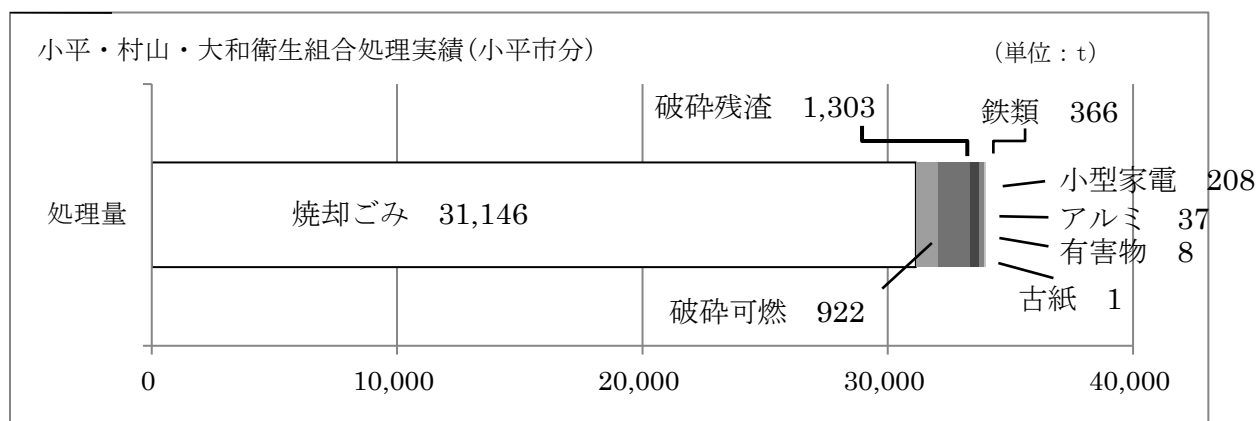 小平・村山・大和衛生組合処理実績(小平市分)　(単位：t)
破砕残渣　1,303　鉄類　366
小型家電　208
処理量　焼却ごみ　31,146　アルミ　37
有害物　8
破砕可燃　922　古紙　1
0　10,000　20,000　30,000　40,000